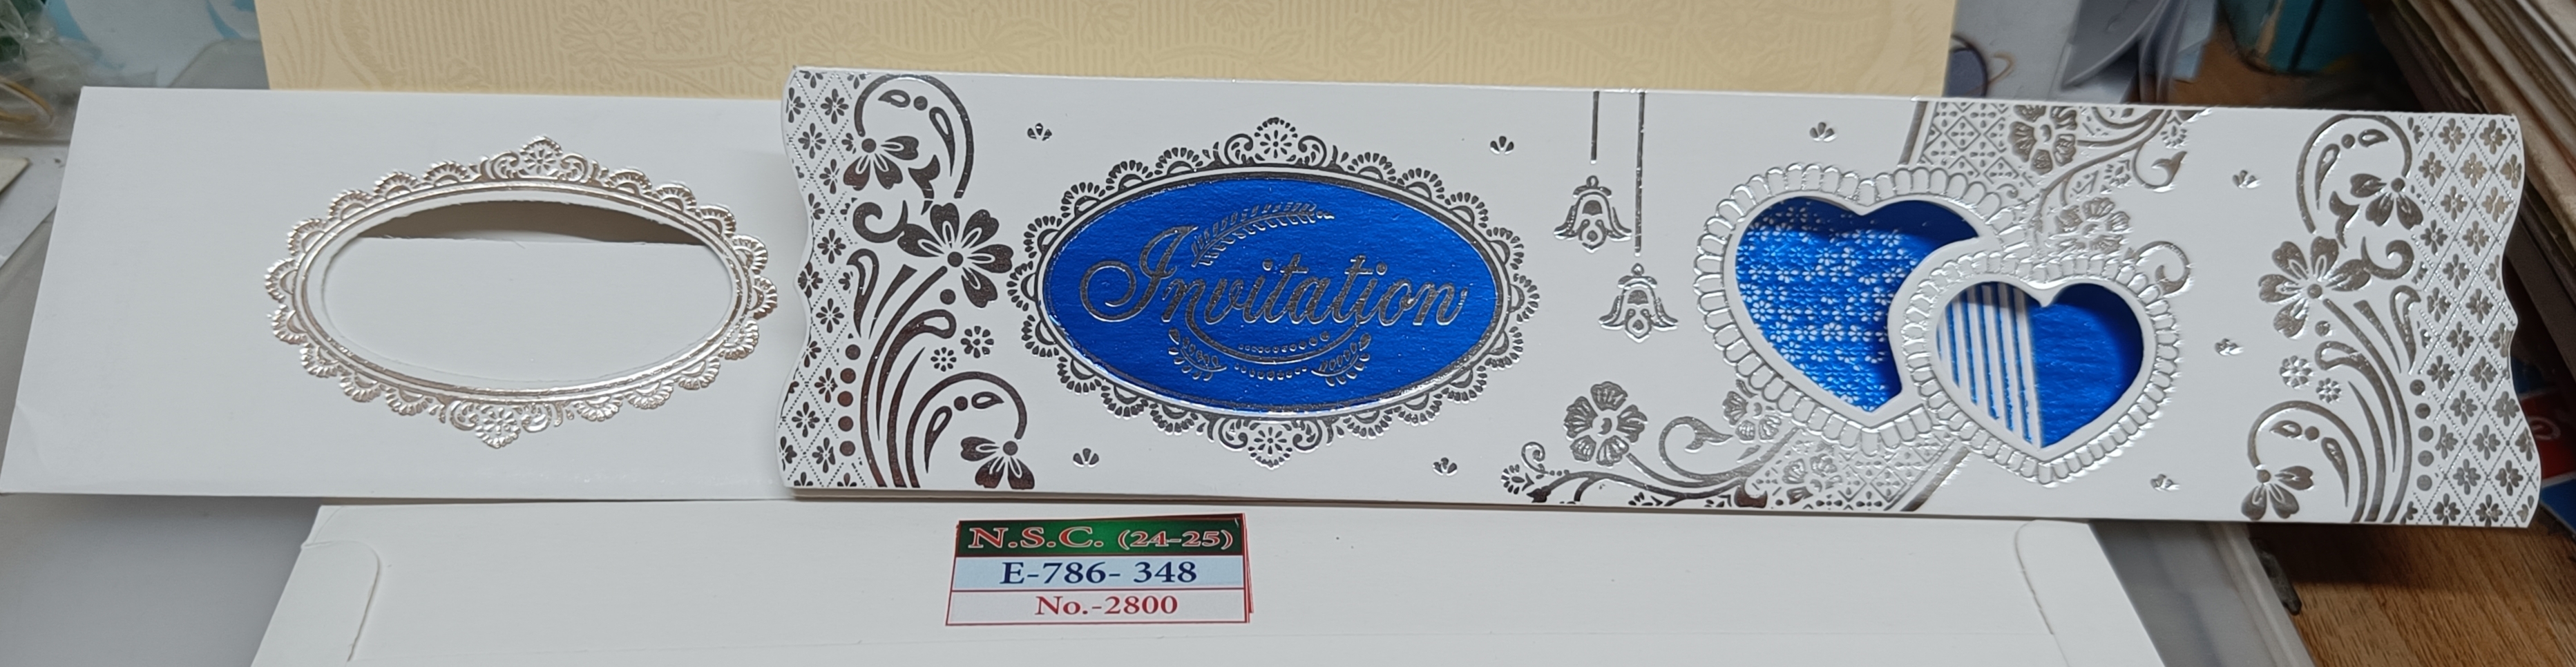 Invitation
N.S.C. (24-25)
E-786- 348
No.-2800